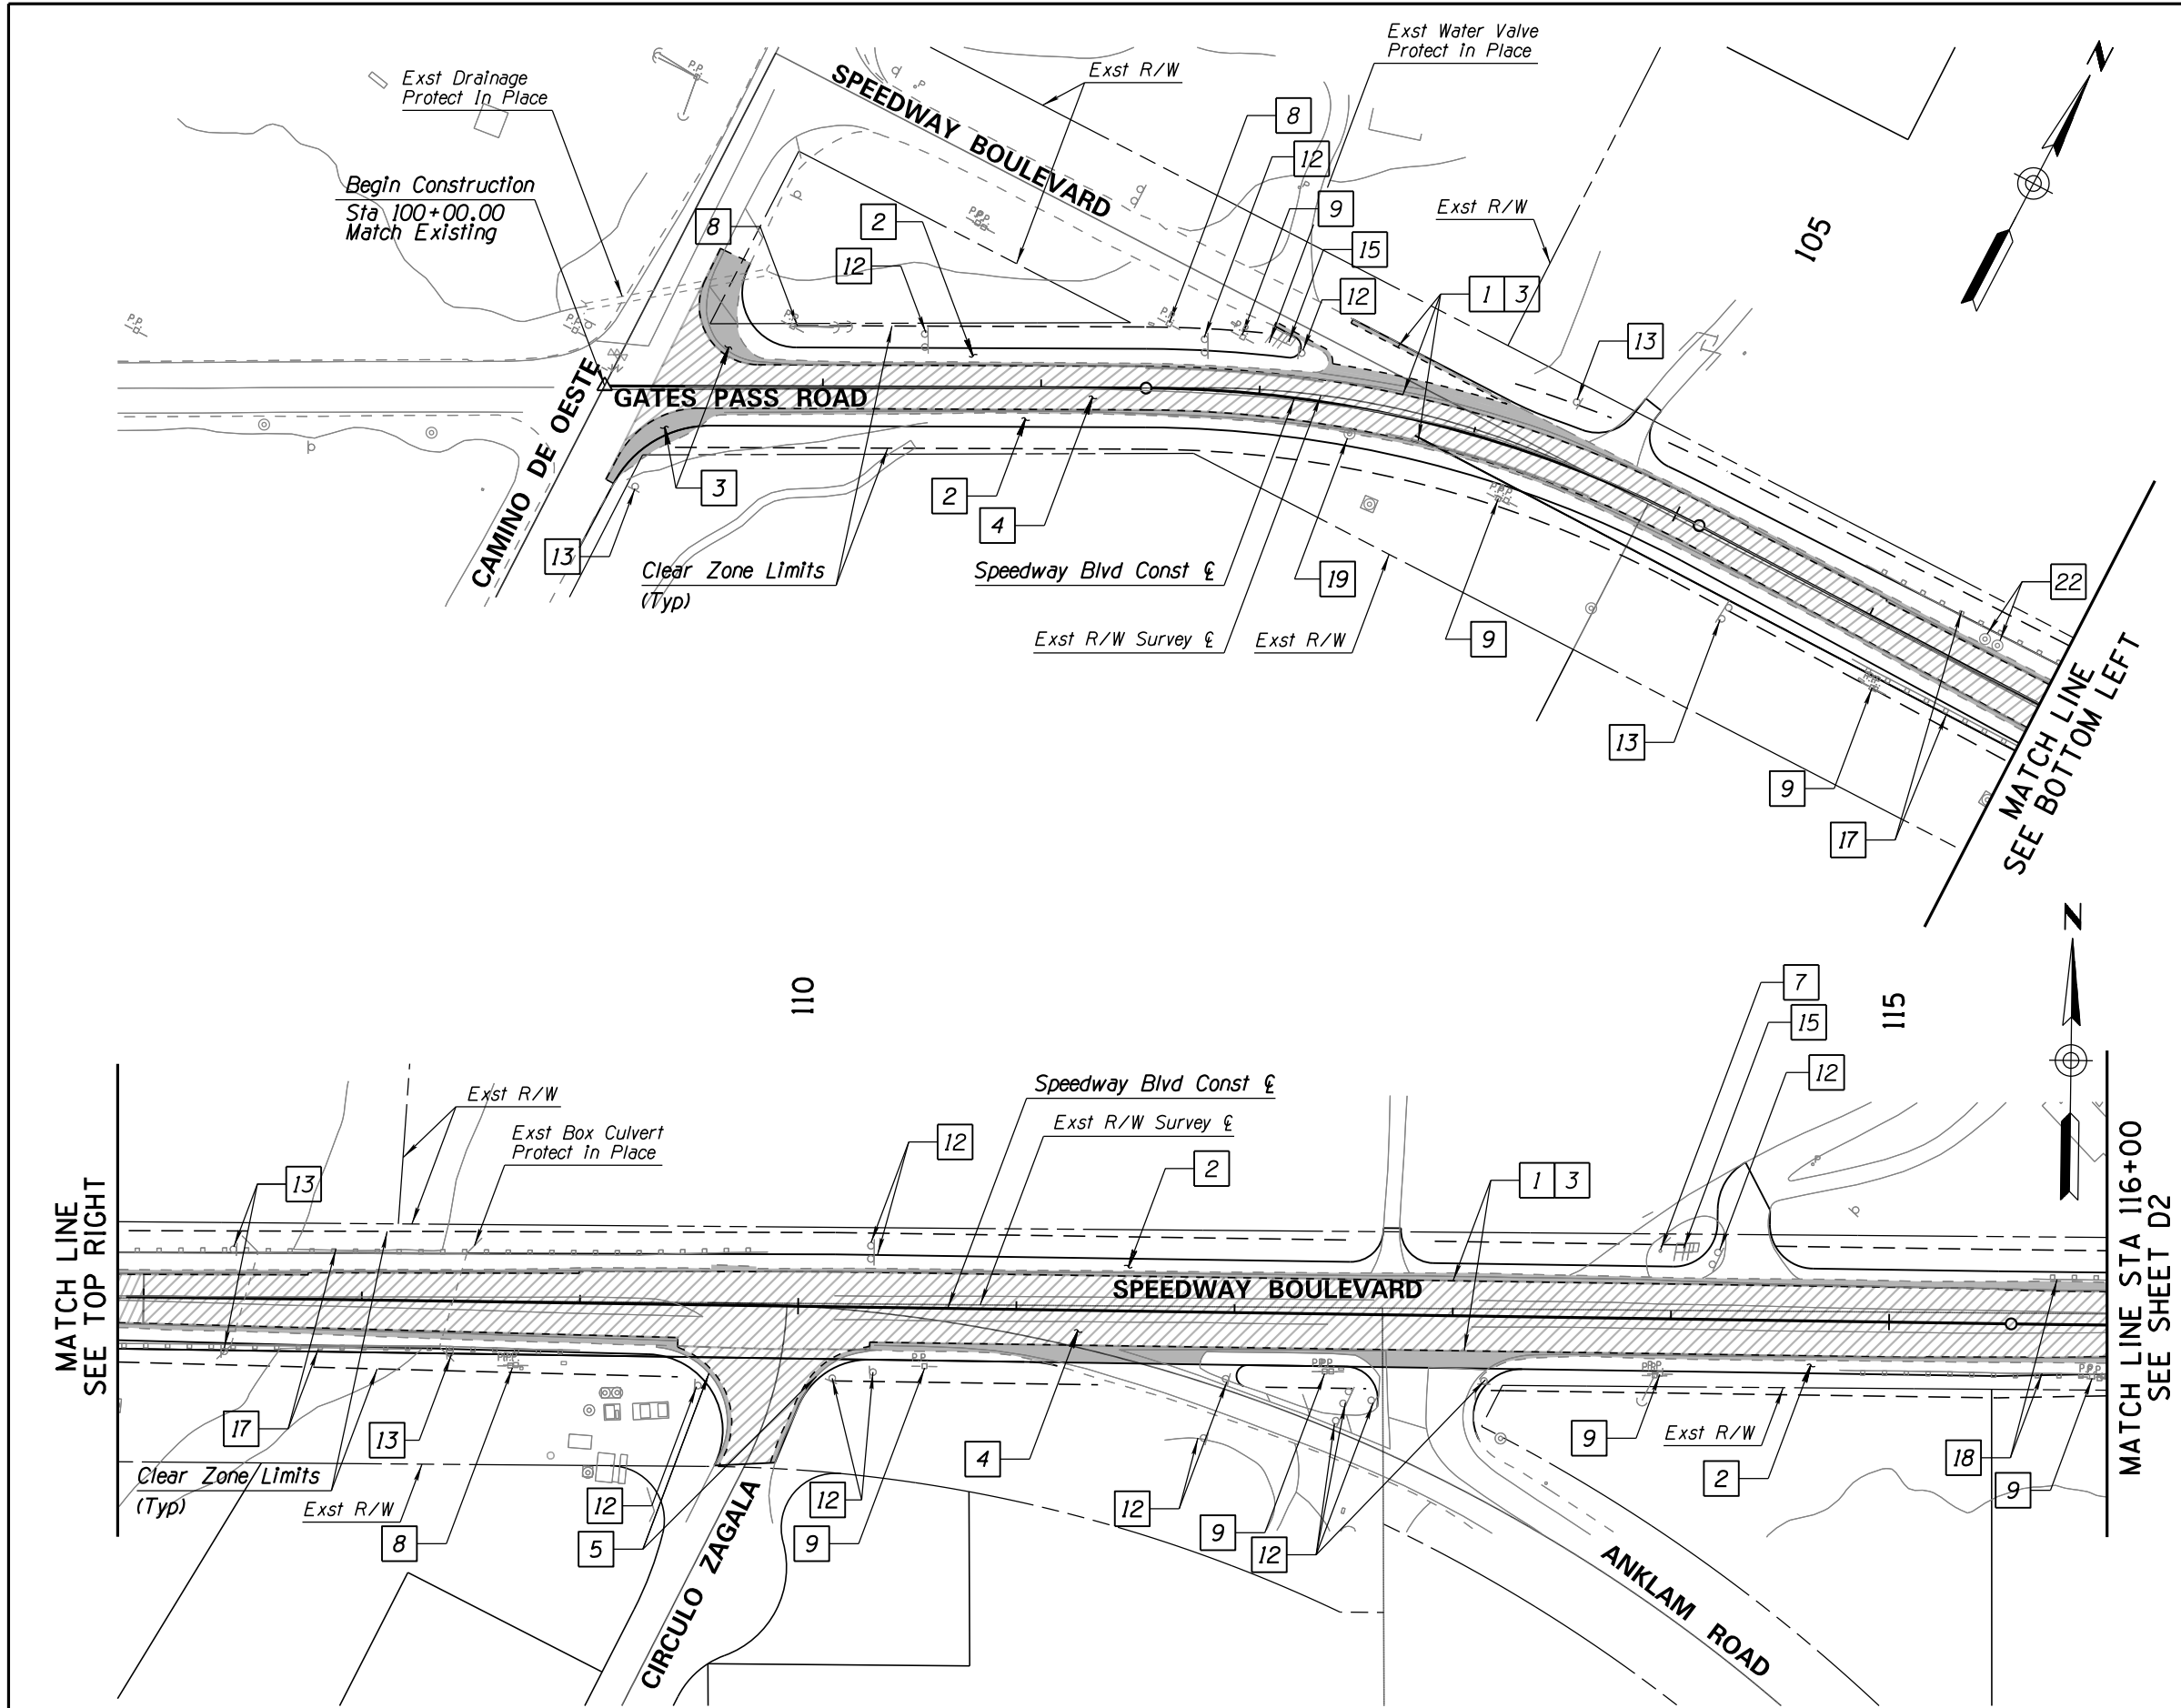 Exst Water Valve
Protect in Place
Exst Drainage
Protect In Place
P.P.
SPEEDWAY BOULEVARD
Exst R/W
N
8
12
Begin Construction
Sta 100+00.00
Match Existing
9
Exst R/W
8
2
12
15
105
1 3
12
13
P.P.
P.P.
P.P.
P.P.
P.P.
GATES PASS ROAD
CAMINO DE OESTE
3
2
4
13
Clear Zone Limits
(Typ)
Speedway Blvd Const ℄
19
22
Exst R/W Survey ℄
Exst R/W
9
13
9
17
MATCH LINE
SEE BOTTOM LEFT
N
110
115
7
15
12
Speedway Blvd Const ℄
Exst R/W
Exst R/W Survey ℄
Exst Box Culvert
Protect in Place
12
2
13
1 3
MATCH LINE
SEE TOP RIGHT
SPEEDWAY BOULEVARD
MATCH LINE STA 116+00
SEE SHEET D2
P.P.
17
13
4
9
Exst R/W
18
Clear Zone Limits
(Typ)
Exst R/W
12
12
12
2
9
8
5
9
9
12
CIRCULO ZAGALA
ANKLAM ROAD